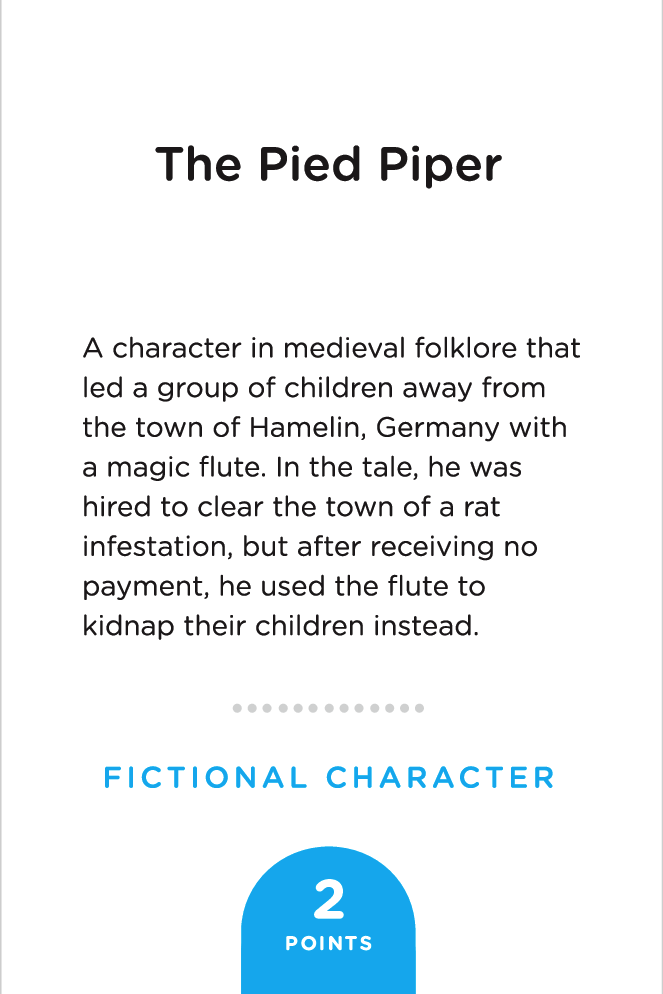 The Pied Piper
A character in medieval folklore that
led a group of children away from
the town of Hamelin, Germany with
a magic flute. In the tale, he was
hired to clear the town of a rat
infestation, but after receiving no
payment, he used the flute to
kidnap their children instead.
FICTIONAL CHARACTER
2
POINTS